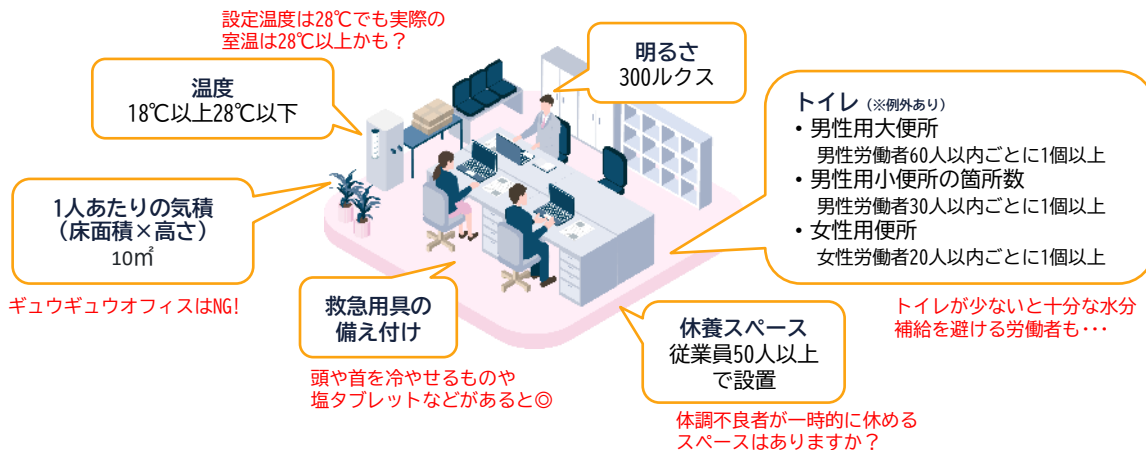 設定温度は28℃でも実際の
室温は28℃以上かも？
温度
18℃以上28℃以下
明るさ
300ルクス
トイレ（※例外あり）
・男性用大便所
男性労働者60人以内ごとに1個以上
・男性用小便所の箇所数
男性労働者30人以内ごとに1個以上
・女性用便所
女性労働者20人以内ごとに1個以上
トイレが少ないと十分な水分
補給を避ける労働者も・・・
1人あたりの気積
（床面積×高さ）
10㎡
ギュウギュウオフィスはNG!
救急用具の
備え付け
頭や首を冷やせるものや
塩タブレットなどがあると◎
休養スペース
従業員50人以上
で設置
体調不良者が一時的に休める
スペースはありますか？